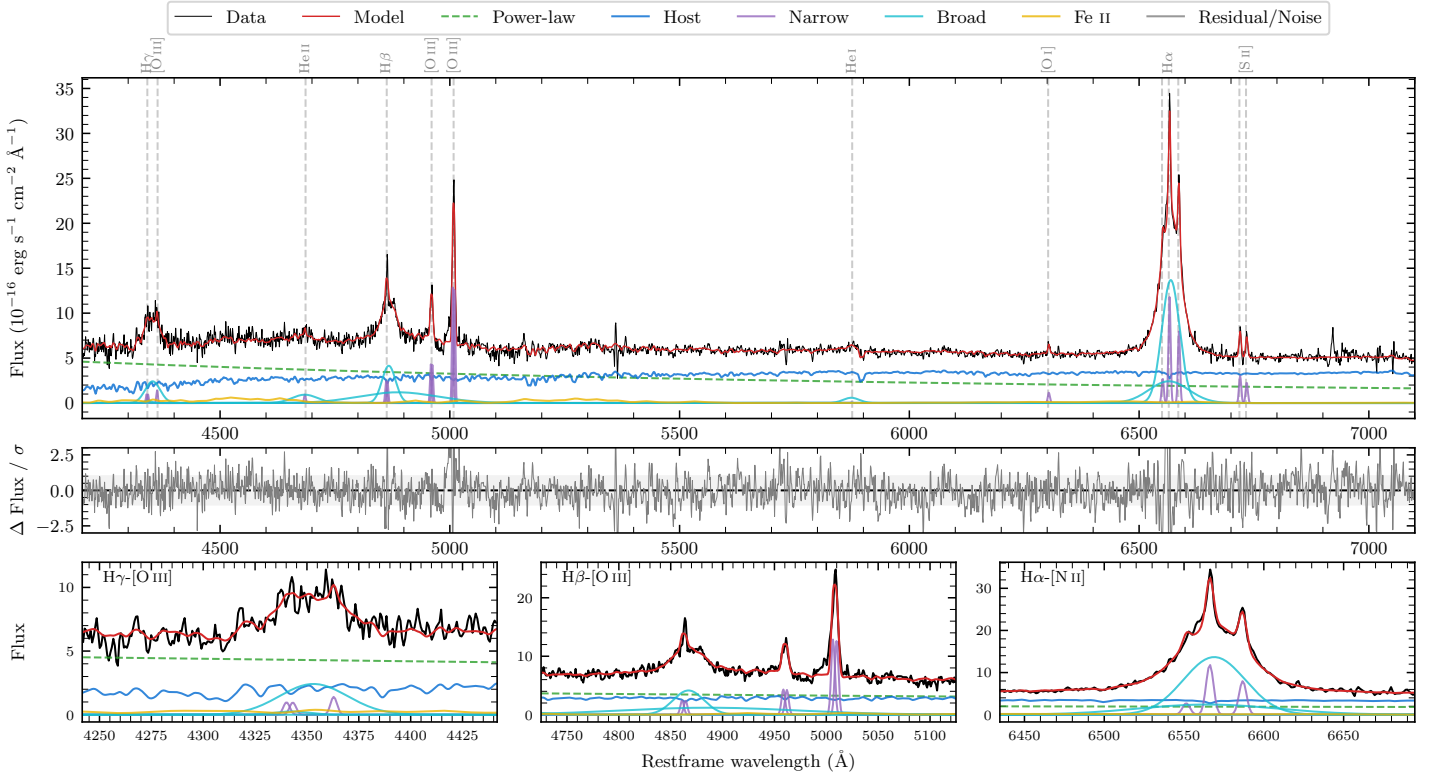 Data Model Power-law Host Narrow Broad Fe II Residual/Noise
Hγ [O III] He II Hβ [O III] [O III] He I [O I] Hα [S II]
Flux (10⁻¹⁶ erg s⁻¹ cm⁻² Å⁻¹)
35
30
25
20
15
10
5
0
4500 5000 5500 6000 6500 7000
Δ Flux / σ
2.5
0.0
−2.5
4500 5000 5500 6000 6500 7000
Flux
Hγ-[O III]
10
5
0
4250 4275 4300 4325 4350 4375 4400 4425
Hβ-[O III]
20
10
0
4750 4800 4850 4900 4950 5000 5050 5100
Hα-[N II]
30
20
10
0
6450 6500 6550 6600 6650
Restframe wavelength (Å)